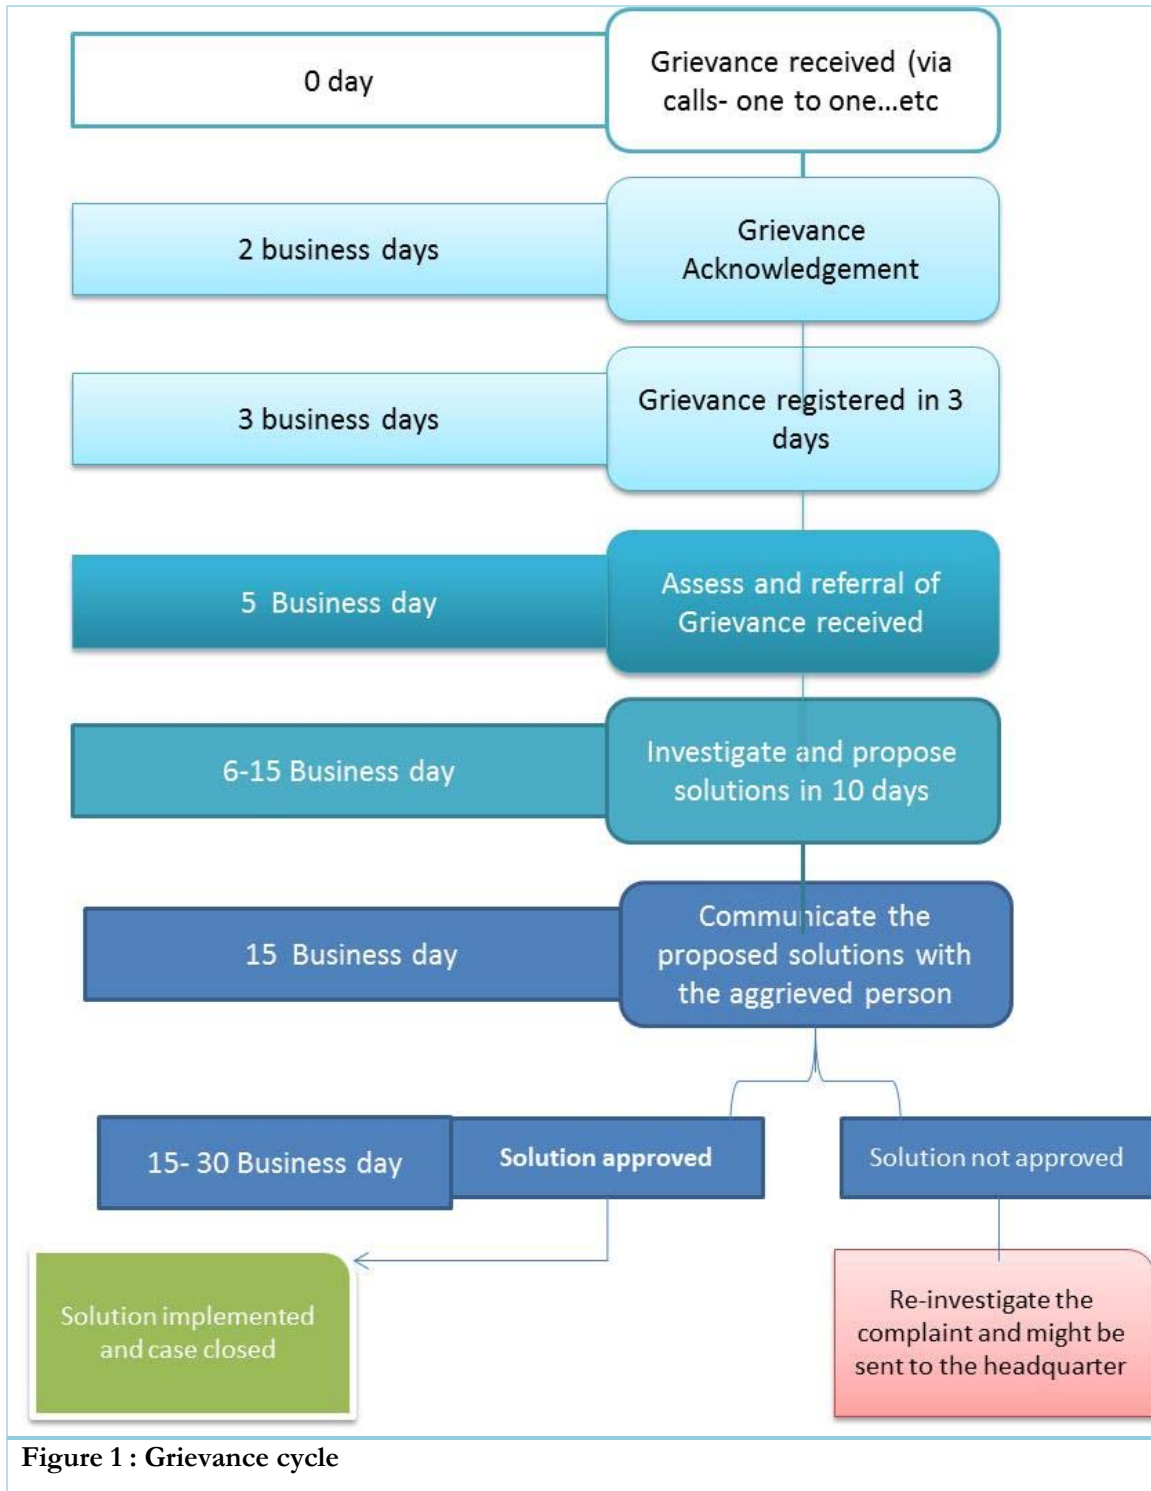 0 day
Grievance received (via
calls- one to one...etc
2 business days
Grievance
Acknowledgement
3 business days
Grievance registered in 3
days
5 Business day
Assess and referral of
Grievance received
6-15 Business day
Investigate and propose
solutions in 10 days
15 Business day
Communicate the
proposed solutions with
the aggrieved person
15- 30 Business day
Solution approved
Solution not approved
Solution implemented
and case closed
Re-investigate the
complaint and might be
sent to the headquarter
Figure 1 : Grievance cycle